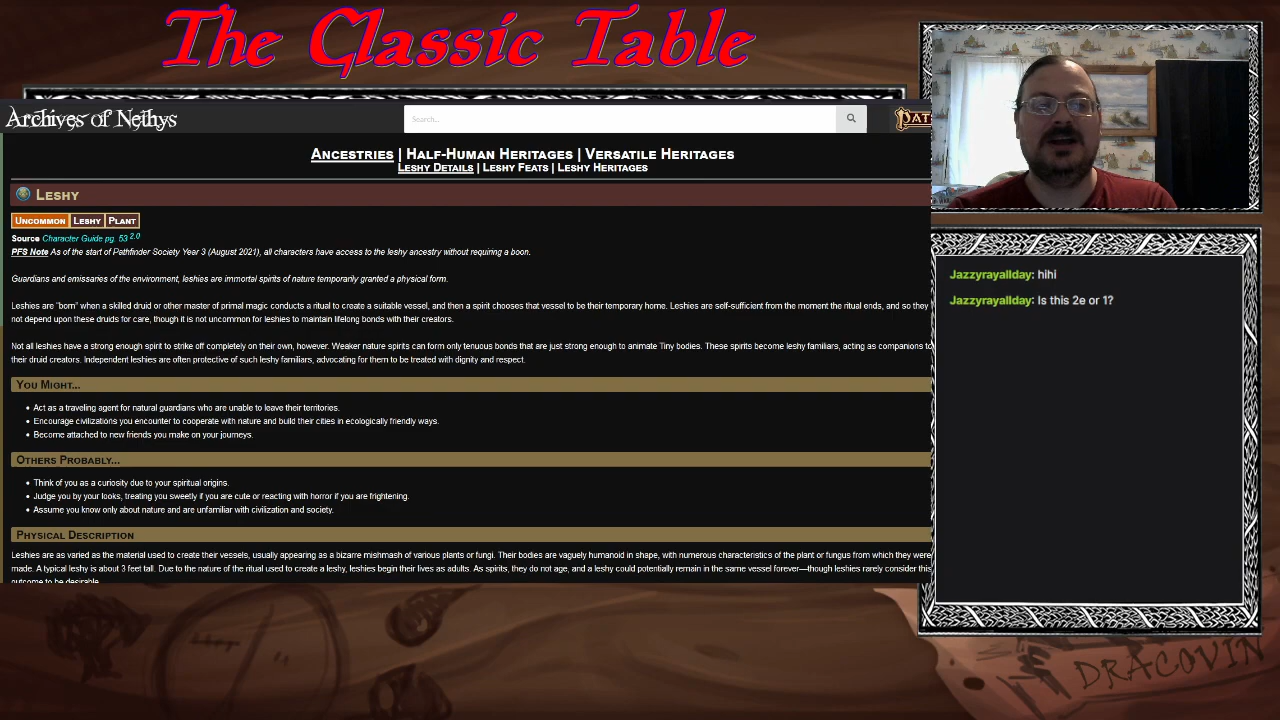 The Classic Table
Archives of Nethys
Search...
PAT
Ancestries | Half-Human Heritages | Versatile Heritages
Leshy Details | Leshy Feats | Leshy Heritages
Leshy
Uncommon Leshy Plant
Source Character Guide pg. 53 2.0
PFS Note As of the start of Pathfinder Society Year 3 (August 2021), all characters have access to the leshy ancestry without requiring a boon.
Guardians and emissaries of the environment, leshies are immortal spirits of nature temporarily granted a physical form.
Leshies are "born" when a skilled druid or other master of primal magic conducts a ritual to create a suitable vessel, and then a spirit chooses that vessel to be their temporary home. Leshies are self-sufficient from the moment the ritual ends, and so they
not depend upon these druids for care, though it is not uncommon for leshies to maintain lifelong bonds with their creators.
Not all leshies have a strong enough spirit to strike off completely on their own, however. Weaker nature spirits can form only tenuous bonds that are just strong enough to animate Tiny bodies. These spirits become leshy familiars, acting as companions to
their druid creators. Independent leshies are often protective of such leshy familiars, advocating for them to be treated with dignity and respect.
You Might...
• Act as a traveling agent for natural guardians who are unable to leave their territories.
• Encourage civilizations you encounter to cooperate with nature and build their cities in ecologically friendly ways.
• Become attached to new friends you make on your journeys.
Others Probably...
• Think of you as a curiosity due to your spiritual origins.
• Judge you by your looks, treating you sweetly if you are cute or reacting with horror if you are frightening.
• Assume you know only about nature and are unfamiliar with civilization and society.
Physical Description
Leshies are as varied as the material used to create their vessels, usually appearing as a bizarre mishmash of various plants or fungi. Their bodies are vaguely humanoid in shape, with numerous characteristics of the plant or fungus from which they were
made. A typical leshy is about 3 feet tall. Due to the nature of the ritual used to create a leshy, leshies begin their lives as adults. As spirits, they do not age, and a leshy could potentially remain in the same vessel forever—though leshies rarely consider this
outcome to be desirable.
Jazzyrayallday: hihi
Jazzyrayallday: Is this 2e or 1?
DRACOVIN